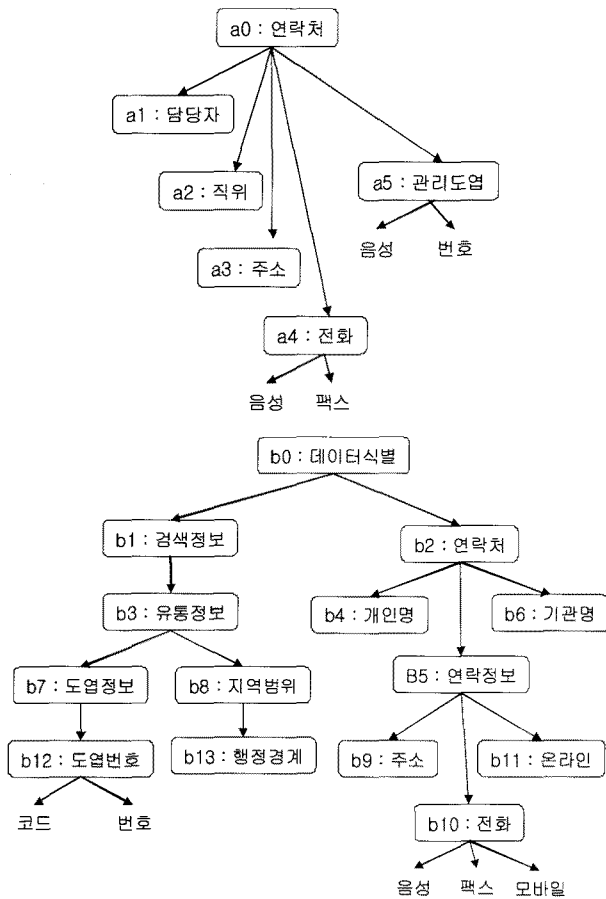 a0 : 연락처
a1 : 담당자
a2 : 직위
a5 : 관리도엽
음성 번호
a3 : 주소
a4 : 전화
음성 팩스
b0 : 데이터식별
b1 : 검색정보
b2 : 연락처
b3 : 유통정보
b4 : 개인명
b6 : 기관명
b7 : 도엽정보
b8 : 지역범위
B5 : 연락정보
b12 : 도엽번호
b13 : 행정경계
b9 : 주소
b11 : 온라인
코드 번호
b10 : 전화
음성 팩스 모바일